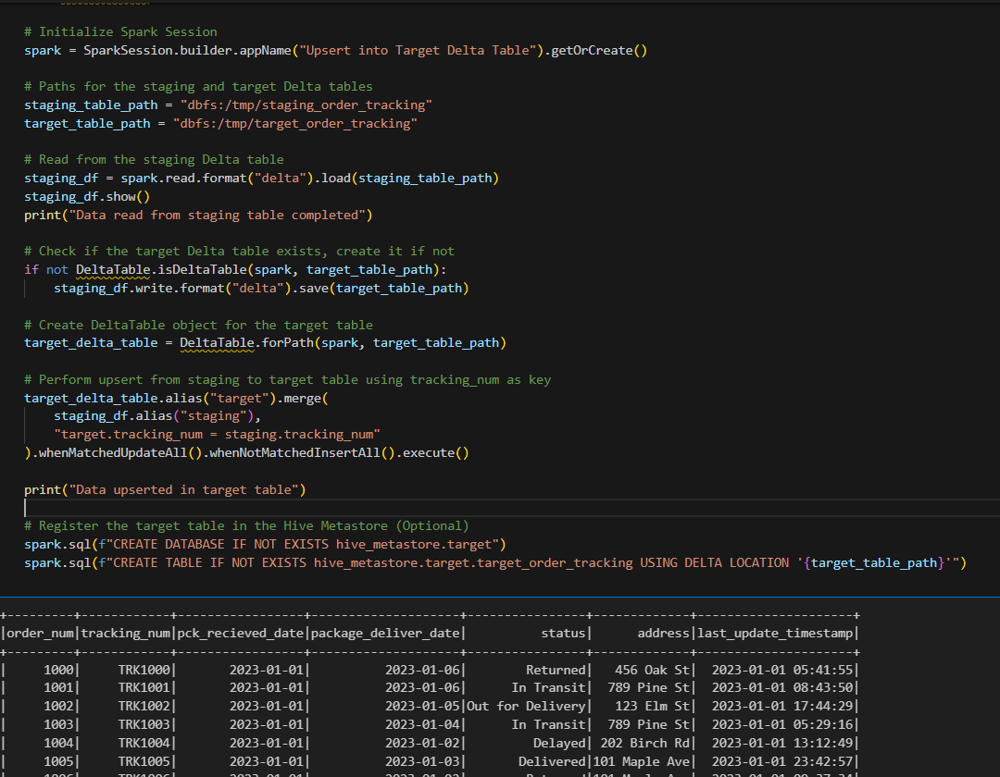 # Initialize Spark Session
spark = SparkSession.builder.appName("Upsert into Target Delta Table").getOrCreate()
# Paths for the staging and target Delta tables
staging_table_path = "dbfs:/tmp/staging_order_tracking"
target_table_path = "dbfs:/tmp/target_order_tracking"
# Read from the staging Delta table
staging_df = spark.read.format("delta").load(staging_table_path)
staging_df.show()
print("Data read from staging table completed")
# Check if the target Delta table exists, create it if not
if not DeltaTable.isDeltaTable(spark, target_table_path):
    staging_df.write.format("delta").save(target_table_path)
# Create DeltaTable object for the target table
target_delta_table = DeltaTable.forPath(spark, target_table_path)
# Perform upsert from staging to target table using tracking_num as key
target_delta_table.alias("target").merge(
    staging_df.alias("staging"),
    "target.tracking_num = staging.tracking_num"
).whenMatchedUpdateAll().whenNotMatchedInsertAll().execute()
print("Data upserted in target table")
# Register the target table in the Hive Metastore (Optional)
spark.sql(f"CREATE DATABASE IF NOT EXISTS hive_metastore.target")
spark.sql(f"CREATE TABLE IF NOT EXISTS hive_metastore.target.target_order_tracking USING DELTA LOCATION '{target_table_path}'")
+---------+------------+-----------------+--------------------+----------------+-------------+---------------------+
|order_num|tracking_num|pck_recieved_date|package_deliver_date|          status|      address|last_update_timestamp|
+---------+------------+-----------------+--------------------+----------------+-------------+---------------------+
|     1000|     TRK1000|       2023-01-01|          2023-01-06|        Returned|   456 Oak St|  2023-01-01 05:41:55|
|     1001|     TRK1001|       2023-01-01|          2023-01-06|      In Transit|  789 Pine St|  2023-01-01 08:43:50|
|     1002|     TRK1002|       2023-01-01|          2023-01-05|Out for Delivery|   123 Elm St|  2023-01-01 17:44:29|
|     1003|     TRK1003|       2023-01-01|          2023-01-04|      In Transit|  789 Pine St|  2023-01-01 05:29:16|
|     1004|     TRK1004|       2023-01-01|          2023-01-02|         Delayed| 202 Birch Rd|  2023-01-01 13:12:49|
|     1005|     TRK1005|       2023-01-01|          2023-01-03|       Delivered|101 Maple Ave|  2023-01-01 23:42:57|